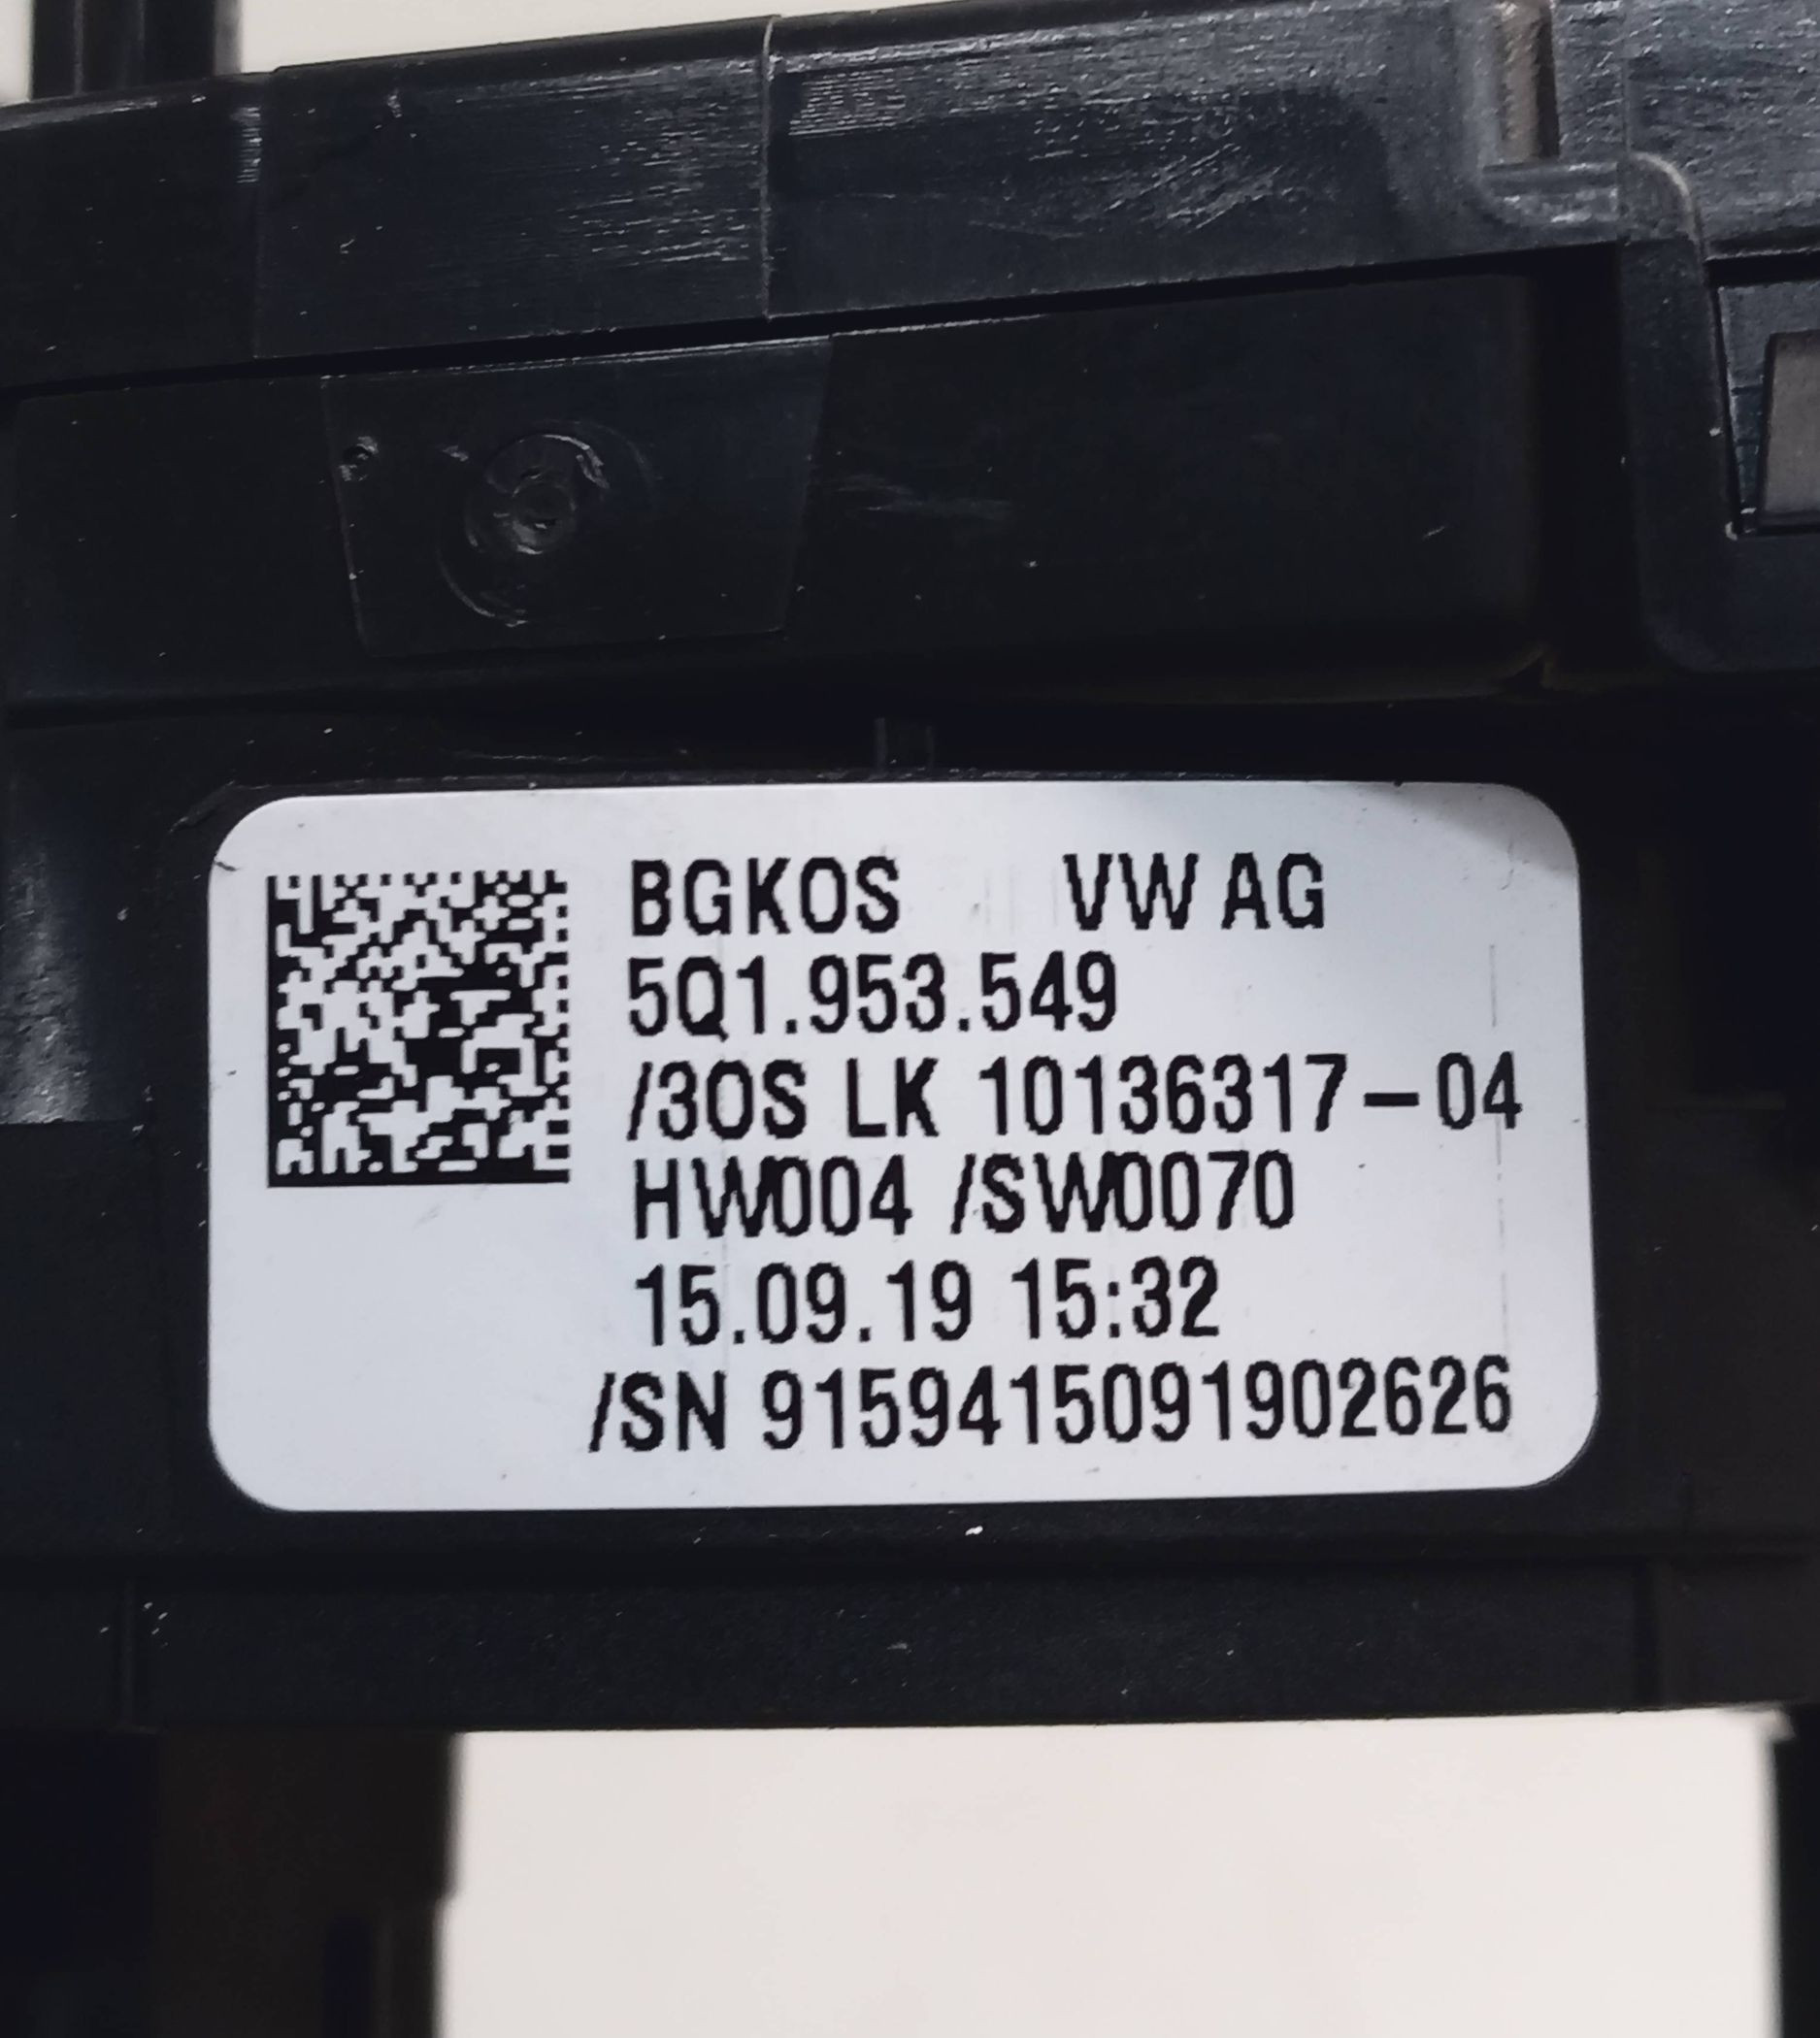 BGKOS VW AG
5Q1.953.549
/3OS LK 10136317-04
HW004 /SW0070
15.09.19 15:32
/SN 9159415091902626